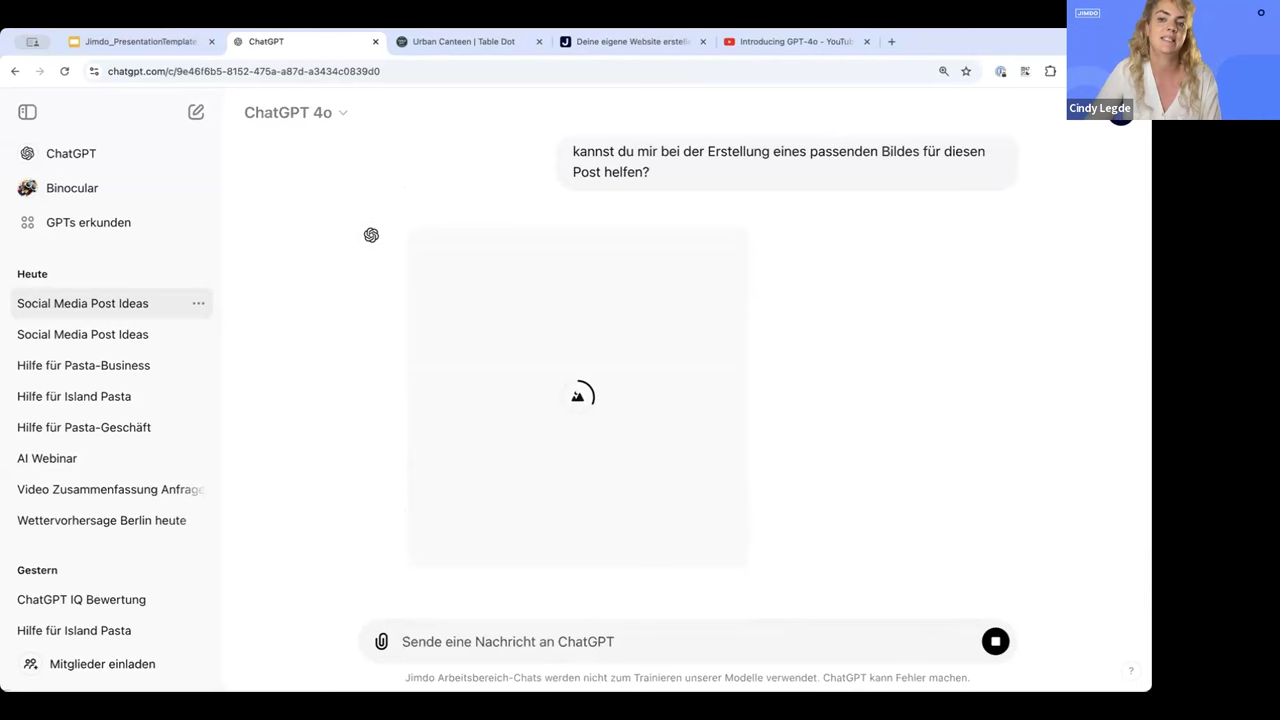 Jimdo_PresentationTemplate
ChatGPT
Urban Canteen | Table Dot
Deine eigene Website erstelle
Introducing GPT-4o - YouTub
JIMDO
chatgpt.com/c/9e46f6b5-8152-475a-a87d-a3434c0839d0
Cindy Legde
ChatGPT 4o
ChatGPT
Binocular
GPTs erkunden
Heute
Social Media Post Ideas
Social Media Post Ideas
Hilfe für Pasta-Business
Hilfe für Island Pasta
Hilfe für Pasta-Geschäft
AI Webinar
Video Zusammenfassung Anfrage
Wettervorhersage Berlin heute
Gestern
ChatGPT IQ Bewertung
Hilfe für Island Pasta
Mitglieder einladen
kannst du mir bei der Erstellung eines passenden Bildes für diesen
Post helfen?
Sende eine Nachricht an ChatGPT
Jimdo Arbeitsbereich-Chats werden nicht zum Trainieren unserer Modelle verwendet. ChatGPT kann Fehler machen.
?